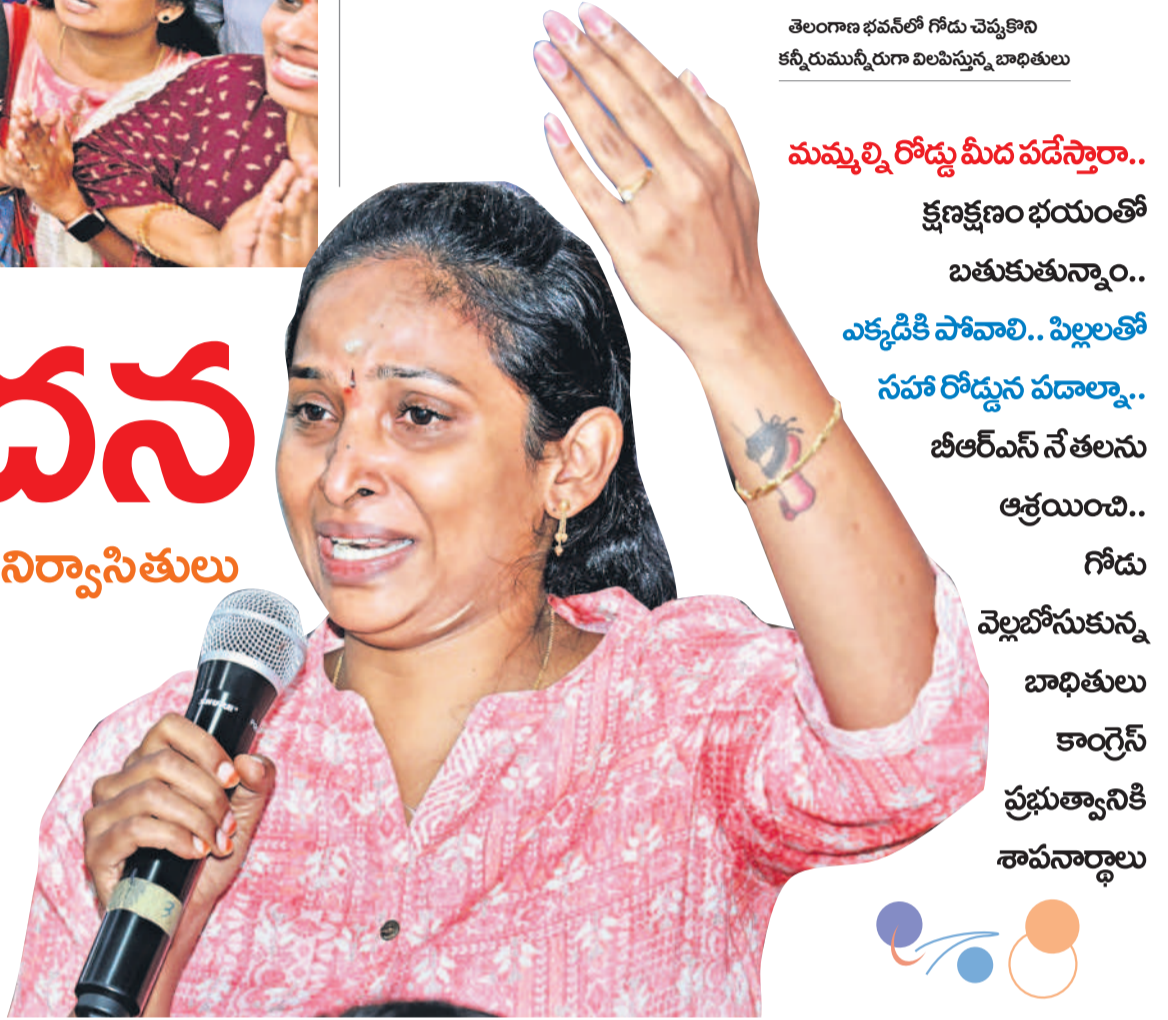 తెలంగాణ భవన్‌లో గోడు చెప్పుకొని
కన్నీరుమున్నీరుగా విలపిస్తున్న బాధితులు
మమ్మల్ని రోడ్డు మీద పడేస్తారా..
క్షణక్షణం భయంతో
బతుకుతున్నాం..
ఎక్కడికి పోవాలి.. పిల్లలతో
సహా రోడ్డున పడాల్నా..
బీఆర్ఎస్ నేతలను
ఆశ్రయించి..
గోడు
వెల్లబోసుకున్న
బాధితులు
కాంగ్రెస్
ప్రభుత్వానికి
శాపనార్థాలు
దన
నిర్వాసితులు
3